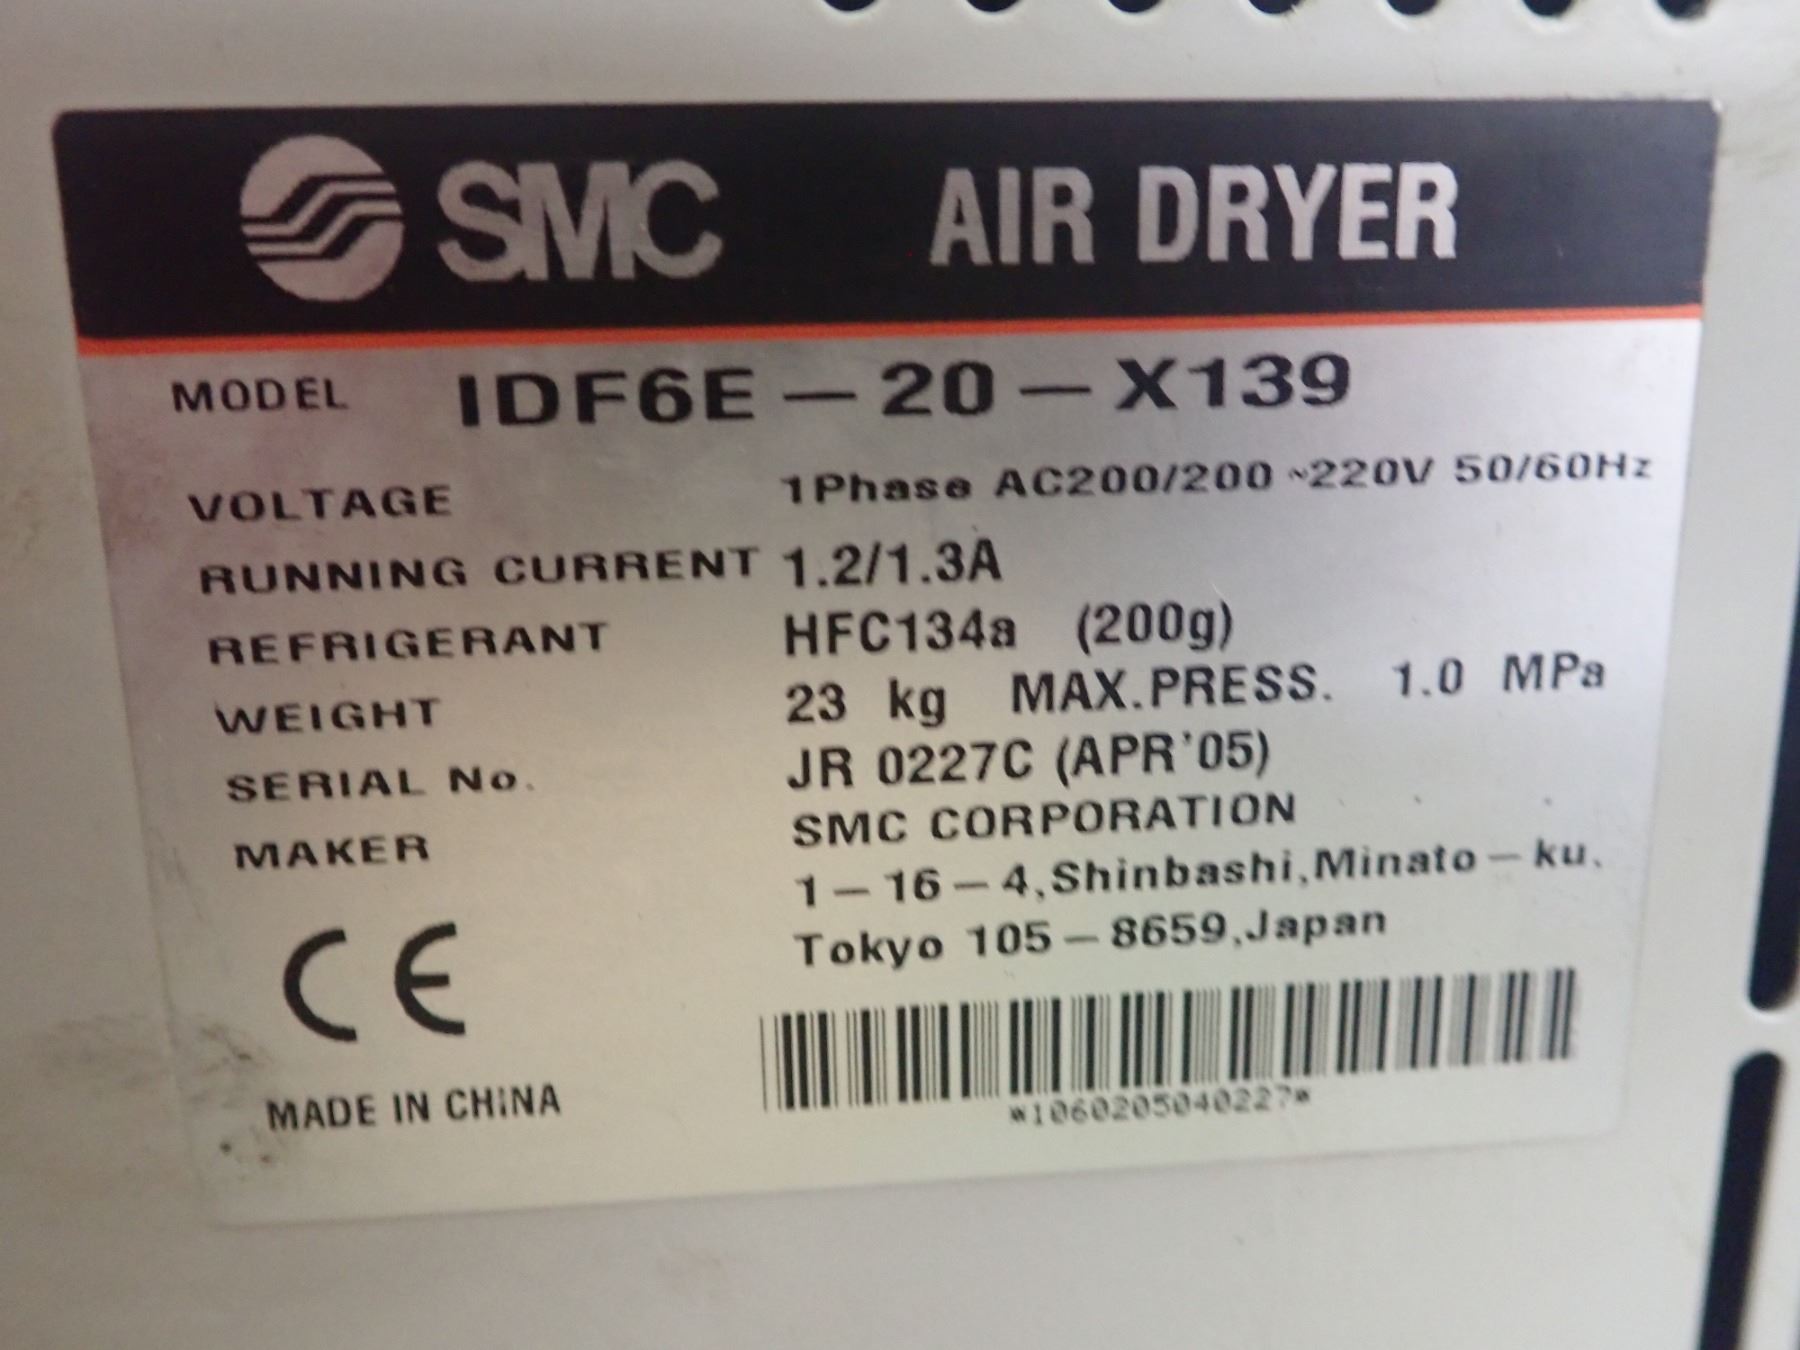 SMC AIR DRYER
MODEL IDF6E-20-X139
VOLTAGE 1Phase AC200/200 ~220V 50/60Hz
RUNNING CURRENT 1.2/1.3A
REFRIGERANT HFC134a (200g)
WEIGHT 23 kg MAX.PRESS. 1.0 MPa
SERIAL No. JR 0227C (APR'05)
MAKER SMC CORPORATION
1-16-4,Shinbashi,Minato-ku,
Tokyo 105-8659,Japan
CE
MADE IN CHINA
*1060205040227*